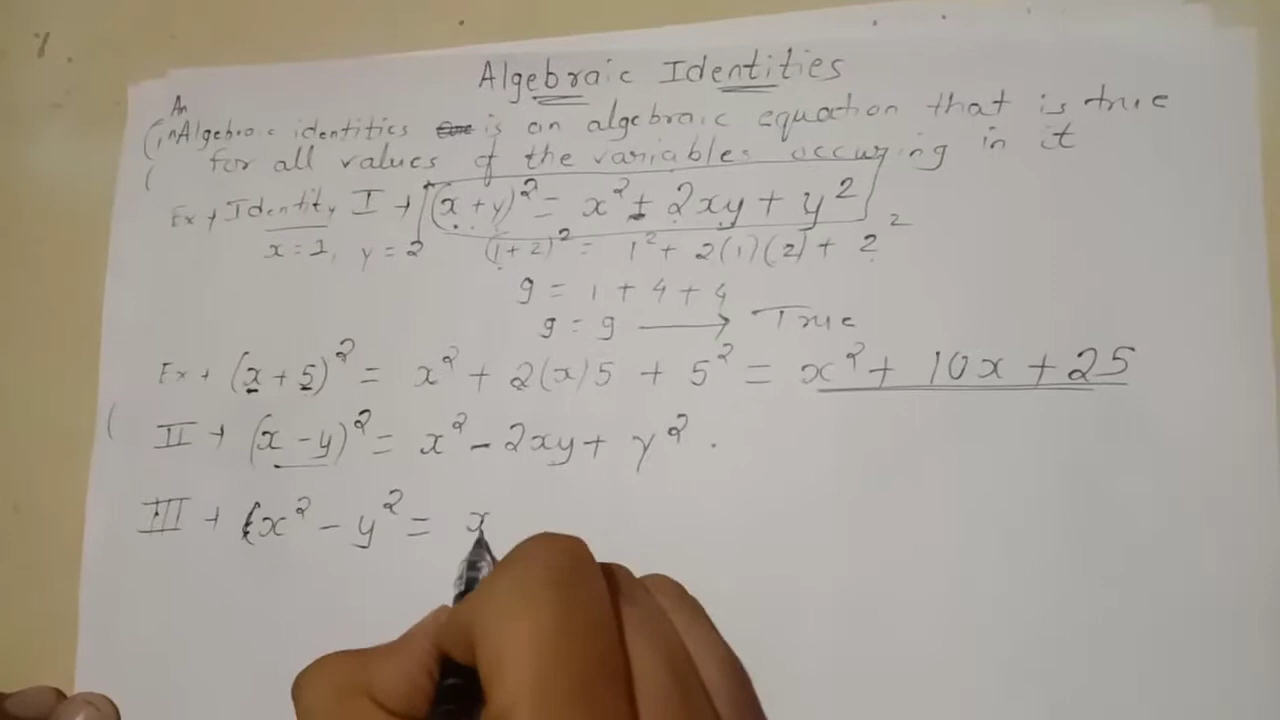 Algebraic Identities
An
Algebraic identities is an algebraic equation that is true
for all values of the variables occuring in it
Ex → Identity I → (x + y)² = x² + 2xy + y²
x = 1, y = 2 (1 + 2)² = 1² + 2(1)(2) + 2²
9 = 1 + 4 + 4
9 = 9 ⟶ True
Ex → (x + 5)² = x² + 2(x)5 + 5² = x² + 10x + 25
II → (x - y)² = x² - 2xy + y².
III → x² - y² = x